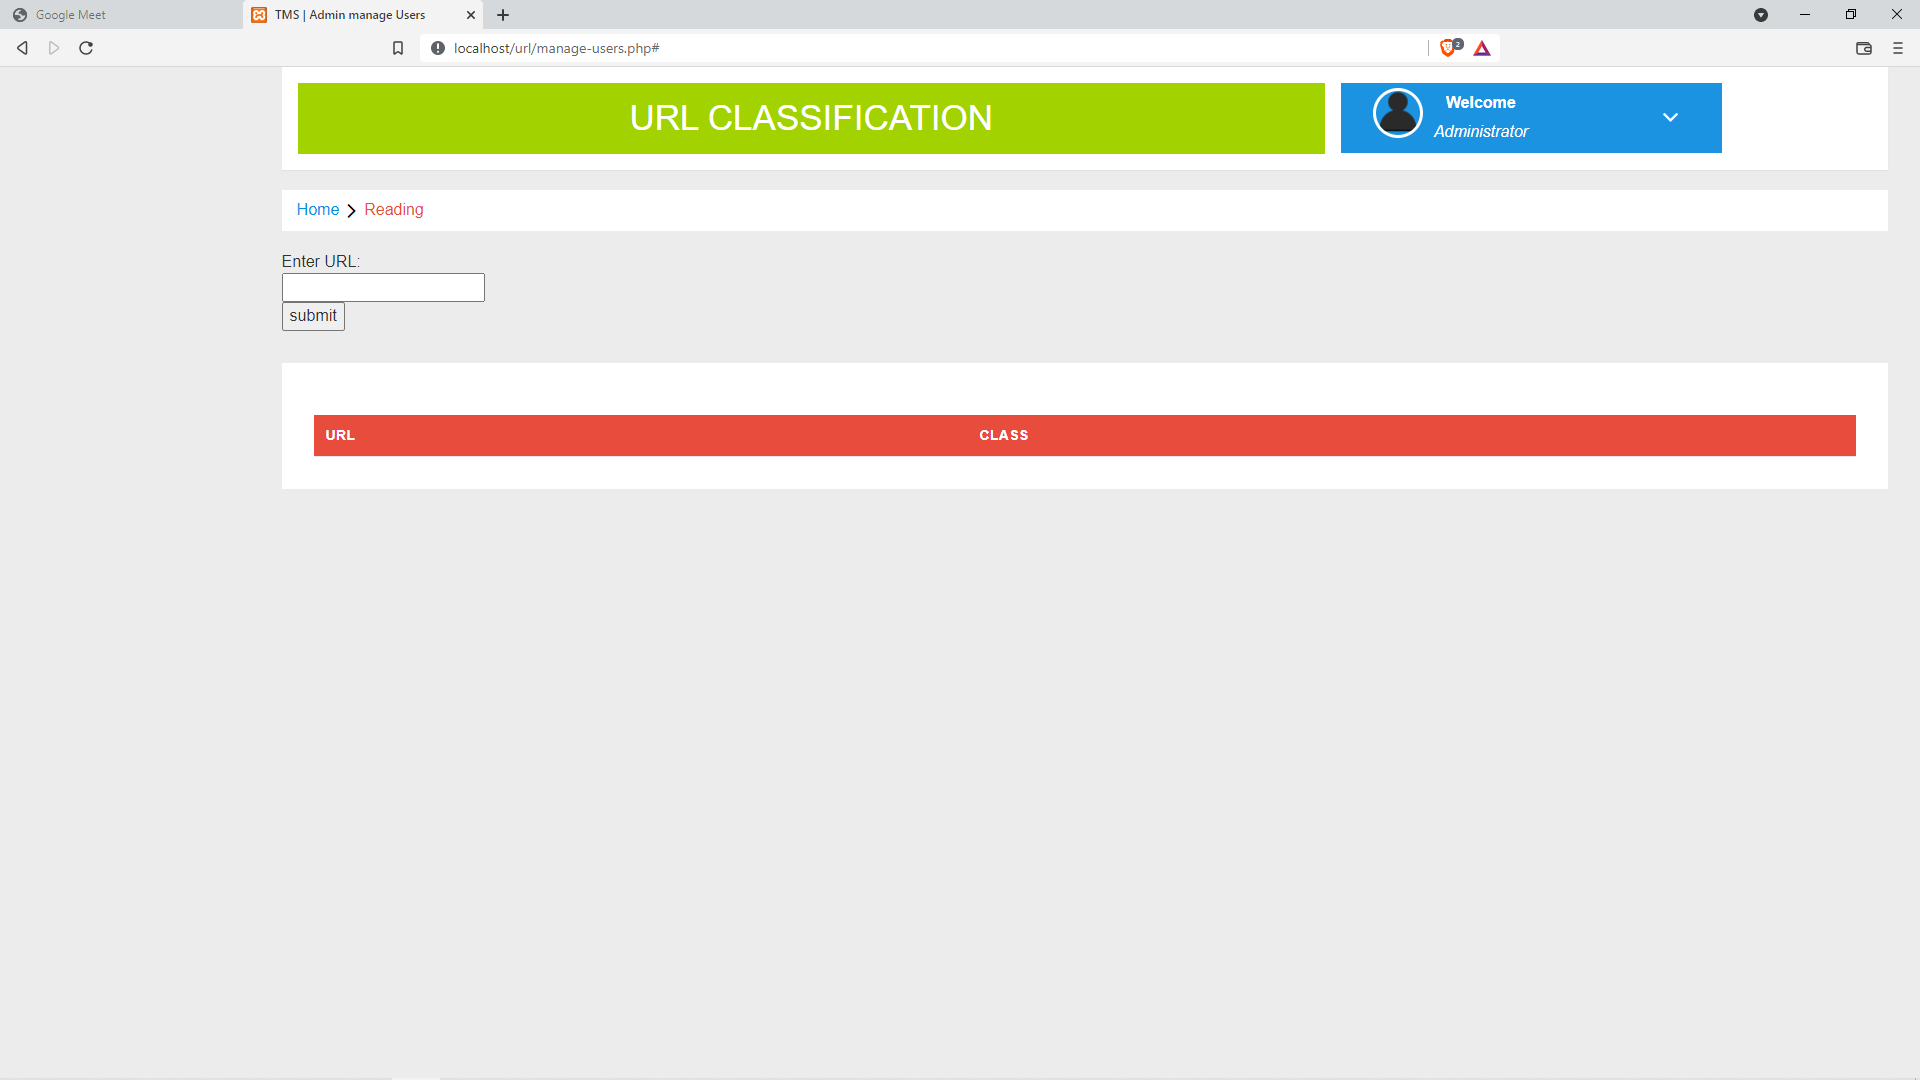 Google Meet
TMS | Admin manage Users
localhost/url/manage-users.php#
2
URL CLASSIFICATION
Welcome
Administrator
Home
Reading
Enter URL:
submit
URL CLASS